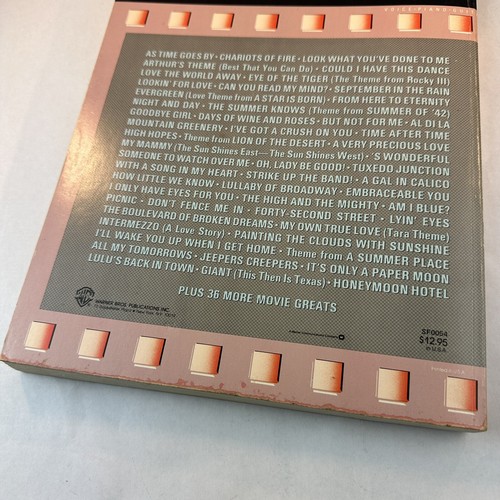 VOICE • PIANO •
AS TIME GOES BY • CHARIOTS OF FIRE • LOOK WHAT YOU'VE DONE TO ME •
ARTHUR'S THEME (Best That You Can Do) • COULD I HAVE THIS DANCE
LOVE THE WORLD AWAY • EYE OF THE TIGER (The Theme from Rocky III)
LOOKIN' FOR LOVE • CAN YOU READ MY MIND? • SEPTEMBER IN THE RAIN
EVERGREEN (Love Theme from A STAR IS BORN) • FROM HERE TO ETERNITY
NIGHT AND DAY • THE SUMMER KNOWS (Theme from SUMMER OF '42)
GOODBYE GIRL • DAYS OF WINE AND ROSES • BUT NOT FOR ME • AL DI LA
MOUNTAIN GREENERY • I'VE GOT A CRUSH ON YOU • TIME AFTER TIME
HIGH HOPES • Theme from LION OF THE DESERT • A VERY PRECIOUS LOVE
MY MAMMY (The Sun Shines East — The Sun Shines West) • 'S WONDERFUL
SOMEONE TO WATCH OVER ME • OH, LADY BE GOOD! • TUXEDO JUNCTION
WITH A SONG IN MY HEART • STRIKE UP THE BAND! • A GAL IN CALICO
HOW LITTLE WE KNOW • LULLABY OF BROADWAY • EMBRACEABLE YOU
I ONLY HAVE EYES FOR YOU • THE HIGH AND THE MIGHTY • AM I BLUE?
PICNIC • DON'T FENCE ME IN • FORTY-SECOND STREET • LYIN' EYES
THE BOULEVARD OF BROKEN DREAMS • MY OWN TRUE LOVE (Tara Theme)
INTERMEZZO (A Love Story) • PAINTING THE CLOUDS WITH SUNSHINE
I'LL WAKE YOU UP WHEN I GET HOME • Theme from A SUMMER PLACE
ALL MY TOMORROWS • JEEPERS CREEPERS • IT'S ONLY A PAPER MOON
LULU'S BACK IN TOWN • GIANT (This Then Is Texas) • HONEYMOON HOTEL
PLUS 36 MORE MOVIE GREATS
WARNER BROS. PUBLICATIONS INC.
SF0054
$12.95
in U.S.A.